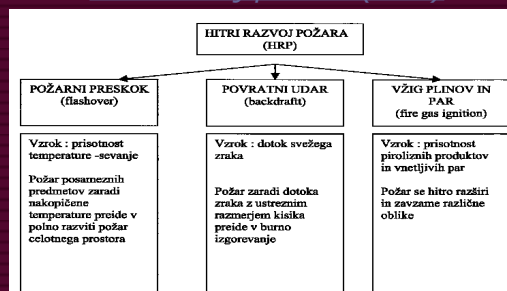 HITRI RAZVOJ POŽARA
(HRP)
POŽARNI PRESKOK
(flashover)
Vzrok : prisotnost
temperature -sevanje
Požar posameznih
predmetov zaradi
nakopičene
temperature preide v
polno razviti požar
celotnega prostora
POVRATNI UDAR
(backdraftt)
Vzrok : dotok svežega
zraka
Požar zaradi dotoka
zraka z ustreznim
razmerjem kisika
preide v burno
izgorevanje
VŽIG PLINOV IN
PAR
(fire gas ignition)
Vzrok : prisotnost
piroliznih produktov
in vnetljivih par
Požar se hitro razširi
in zavzame različne
oblike